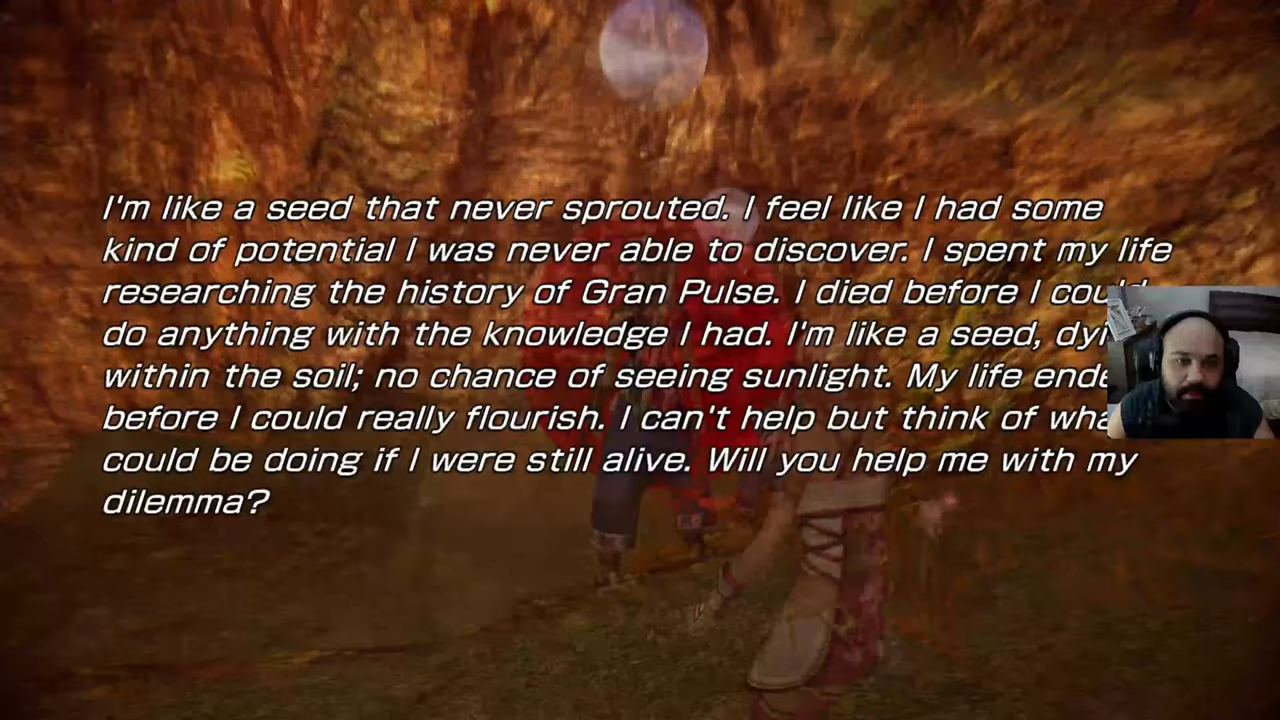 I'm like a seed that never sprouted. I feel like I had some
kind of potential I was never able to discover. I spent my life
researching the history of Gran Pulse. I died before I could
do anything with the knowledge I had. I'm like a seed,
within the soil; no chance of seeing sunlight. My life
before I could really flourish. I can't help but think of
could be doing if I were still alive. Will you help me with my
dilemma?